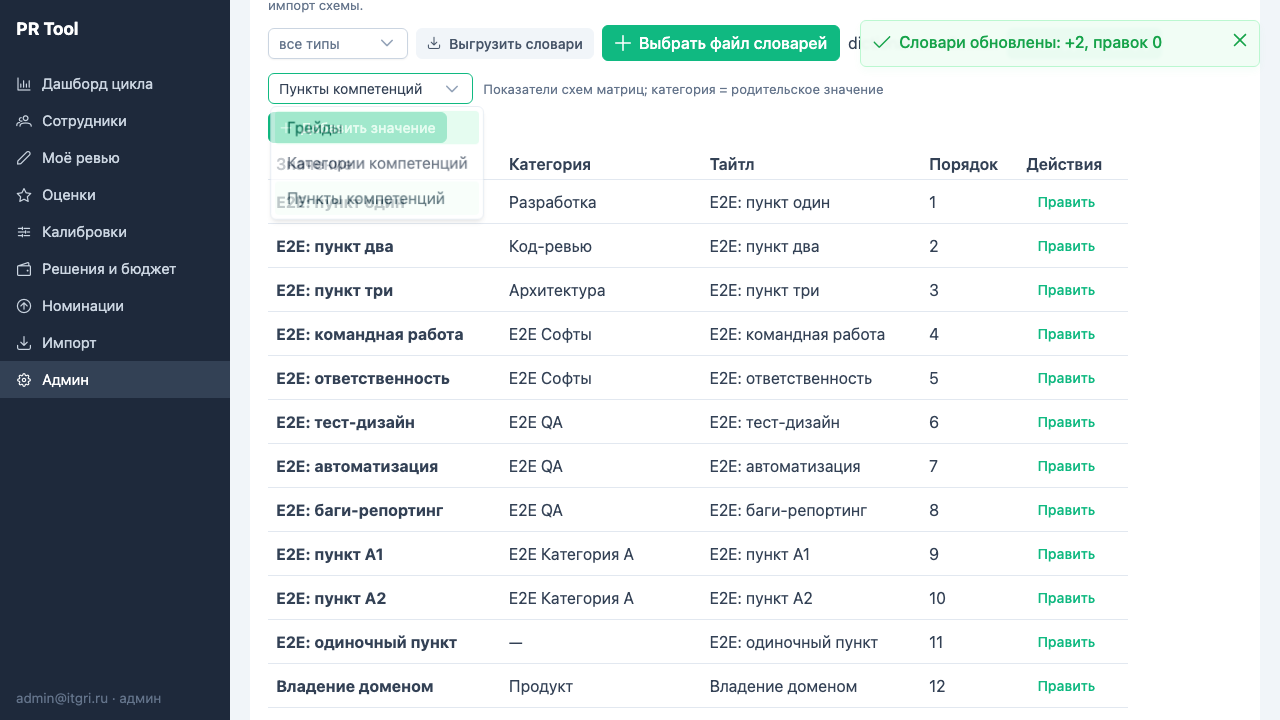 PR Tool
Дашборд цикла
Сотрудники
Моё ревью
Оценки
Калибровки
Решения и бюджет
Номинации
Импорт
Админ
admin@itgri.ru · админ
импорт схемы.
все типы
Выгрузить словари
Выбрать файл словарей
di
Словари обновлены: +2, правок 0
Пункты компетенций
Показатели схем матриц; категория = родительское значение
Грейды
значение
Категории компетенций
Пункты компетенций
Категория Тайтл Порядок Действия
E2E: пункт один Разработка E2E: пункт один 1 Править
E2E: пункт два Код-ревью E2E: пункт два 2 Править
E2E: пункт три Архитектура E2E: пункт три 3 Править
E2E: командная работа E2E Софты E2E: командная работа 4 Править
E2E: ответственность E2E Софты E2E: ответственность 5 Править
E2E: тест-дизайн E2E QA E2E: тест-дизайн 6 Править
E2E: автоматизация E2E QA E2E: автоматизация 7 Править
E2E: баги-репортинг E2E QA E2E: баги-репортинг 8 Править
E2E: пункт A1 E2E Категория A E2E: пункт A1 9 Править
E2E: пункт A2 E2E Категория A E2E: пункт A2 10 Править
E2E: одиночный пункт — E2E: одиночный пункт 11 Править
Владение доменом Продукт Владение доменом 12 Править